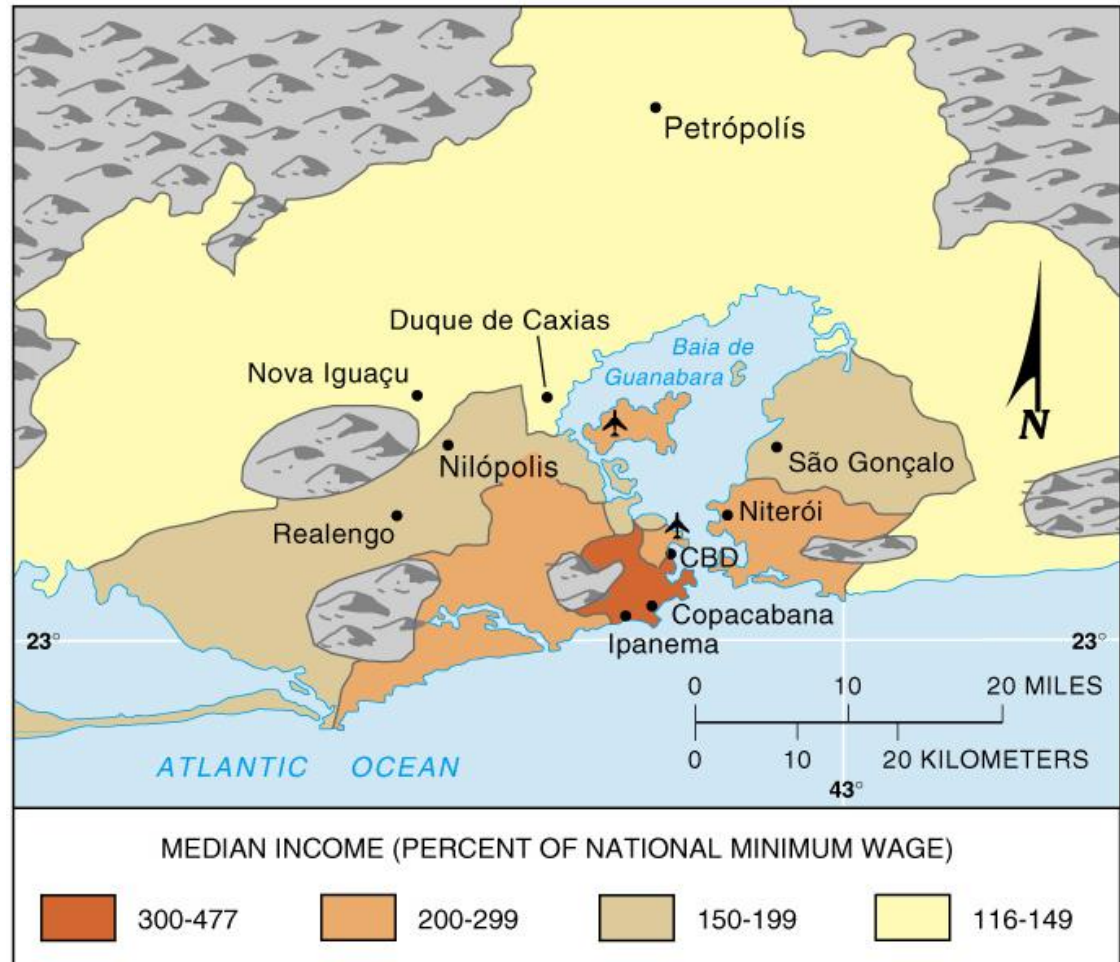 Petrópolís
Duque de Caxias
Baia de
Guanabara
Nova Iguaçu
N
Nilópolis
São Gonçalo
Realengo
Niterói
CBD
Copacabana
Ipanema
23°
23°
0 10 20 MILES
0 10 20 KILOMETERS
ATLANTIC OCEAN
43°
MEDIAN INCOME (PERCENT OF NATIONAL MINIMUM WAGE)
300-477 200-299 150-199 116-149